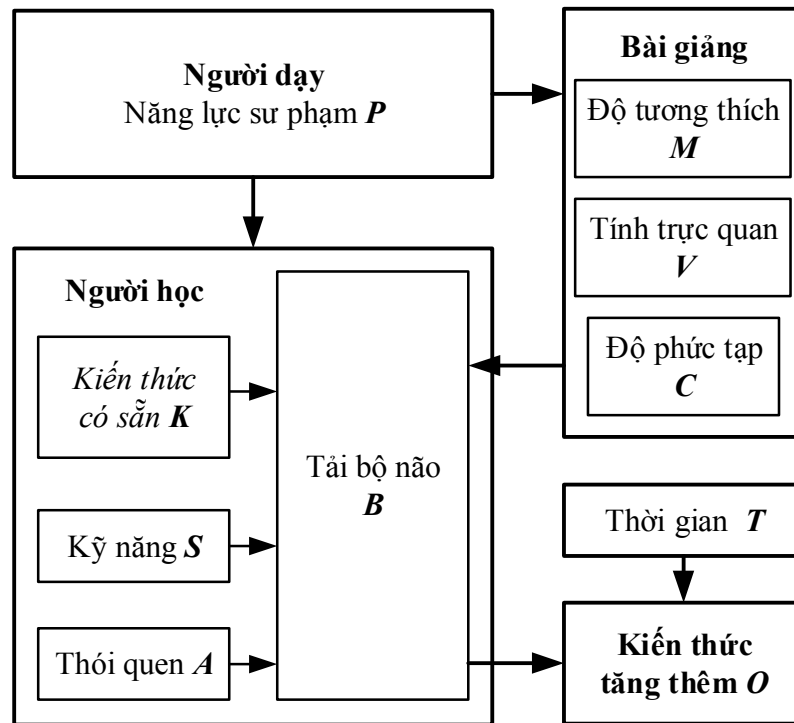 Người dạy
Năng lực sư phạm P
Bài giảng
Độ tương thích
M
Tính trực quan
V
Độ phức tạp
C
Người học
Kiến thức
có sẵn K
Kỹ năng S
Thói quen A
Tải bộ não
B
Thời gian T
Kiến thức
tăng thêm O